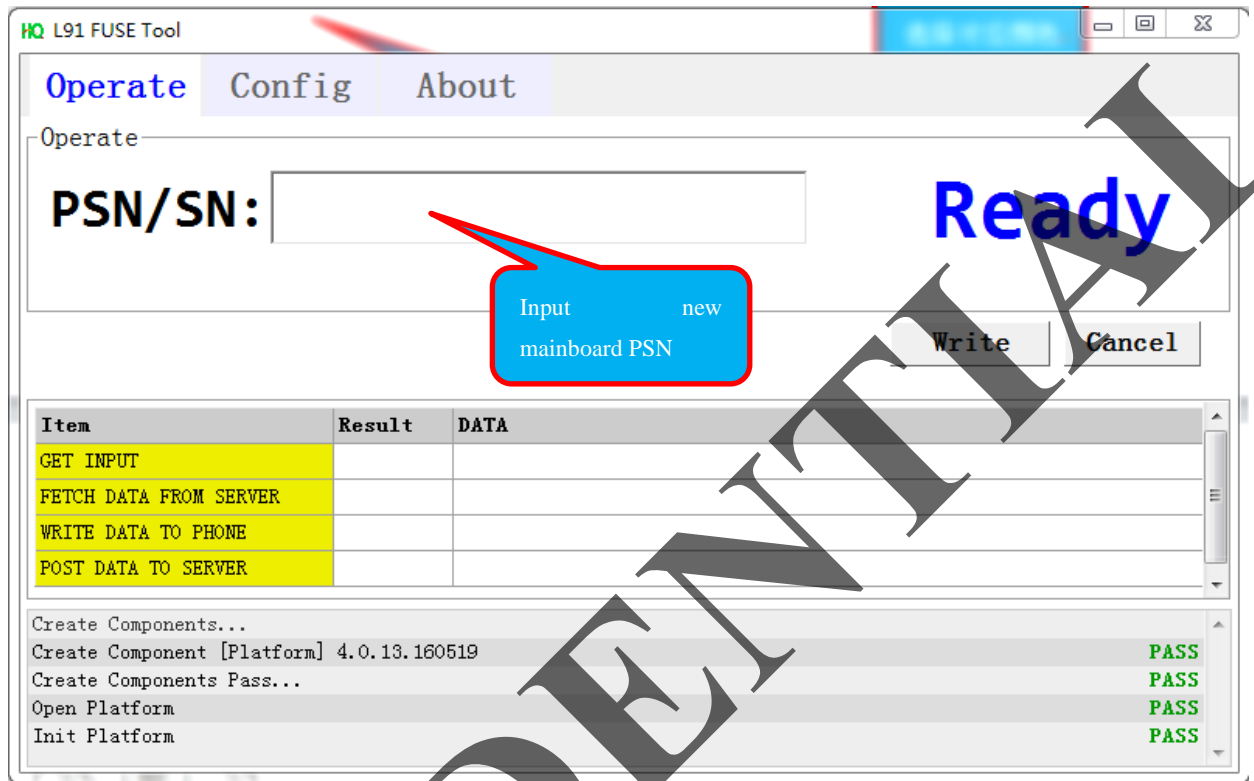 HQ L91 FUSE Tool
Operate Config About
Operate
PSN/SN:
Ready
Input new
mainboard PSN
Write Cancel
Item Result DATA
GET INPUT
FETCH DATA FROM SERVER
WRITE DATA TO PHONE
POST DATA TO SERVER
Create Components...
Create Component [Platform] 4.0.13.160519 PASS
Create Components Pass... PASS
Open Platform PASS
Init Platform PASS
DENTIAL